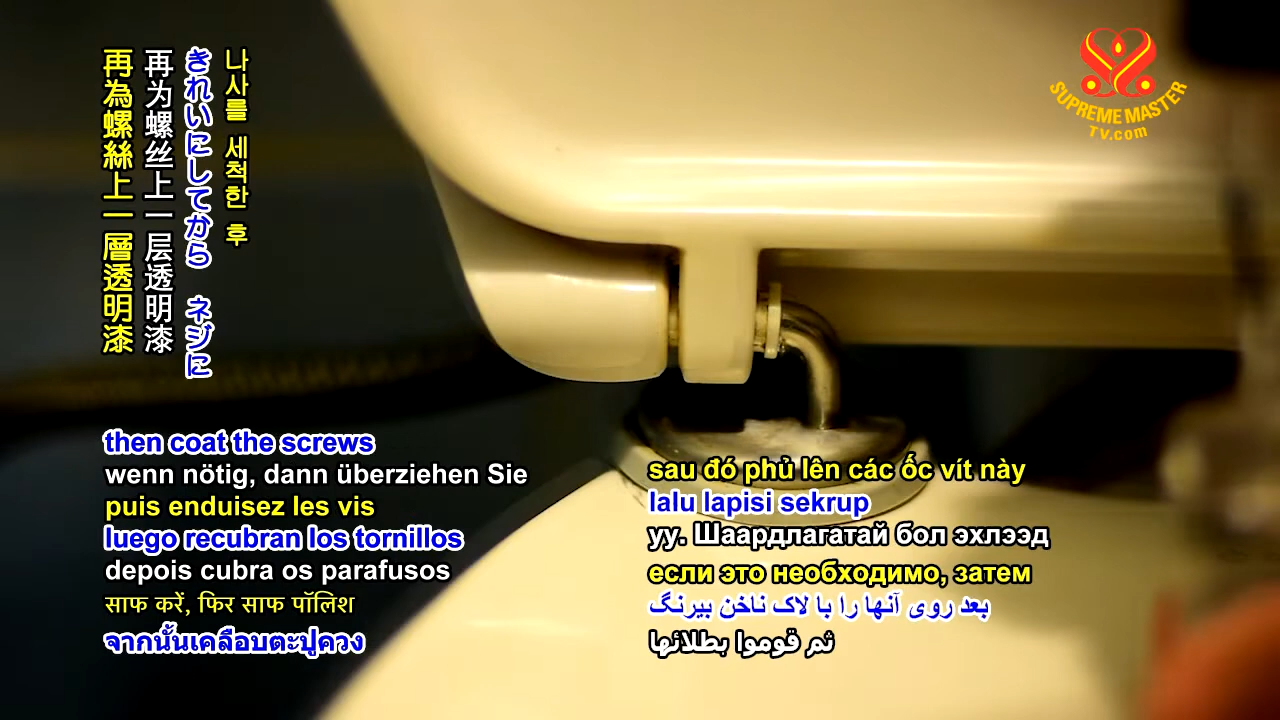 再為螺絲上一層透明漆
再为螺丝上一层透明漆
きれいにしてから ネジに
나사를 세척한 후
SUPREME MASTER
TV.com
then coat the screws
wenn nötig, dann überziehen Sie
puis enduisez les vis
luego recubran los tornillos
depois cubra os parafusos
साफ करें, फिर साफ पॉलिश
จากนั้นเคลือบตะปูควง
sau đó phủ lên các ốc vít này
lalu lapisi sekrup
уу. Шаардлагатай бол эхлээд
если это необходимо, затем
بعد روی آنها را با لاک ناخن بیرنگ
ثم قوموا بطلائها